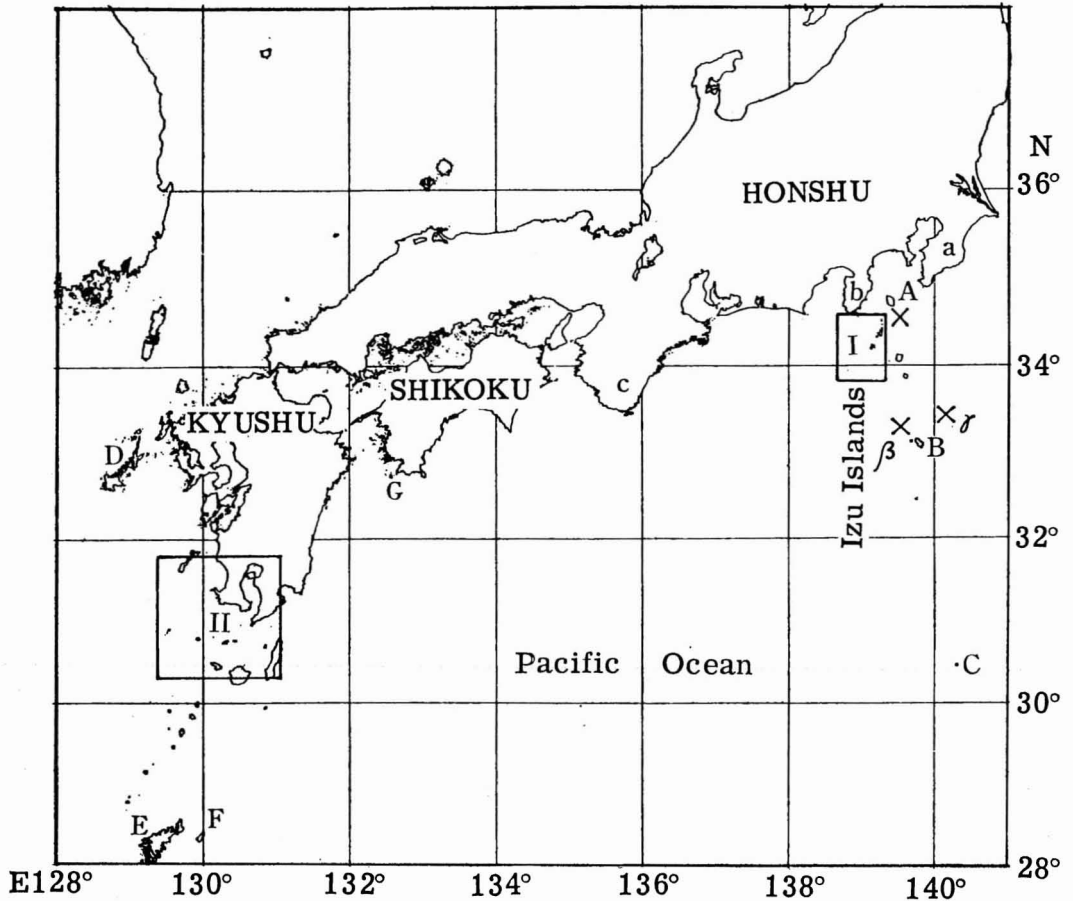 N
36°
HONSHU
a
b A
I
34°
SHIKOKU
c
KYUSHU
D
γ
β B
G
Izu Islands
32°
II
Pacific Ocean
C
30°
E F
28°
E128° 130° 132° 134° 136° 138° 140°